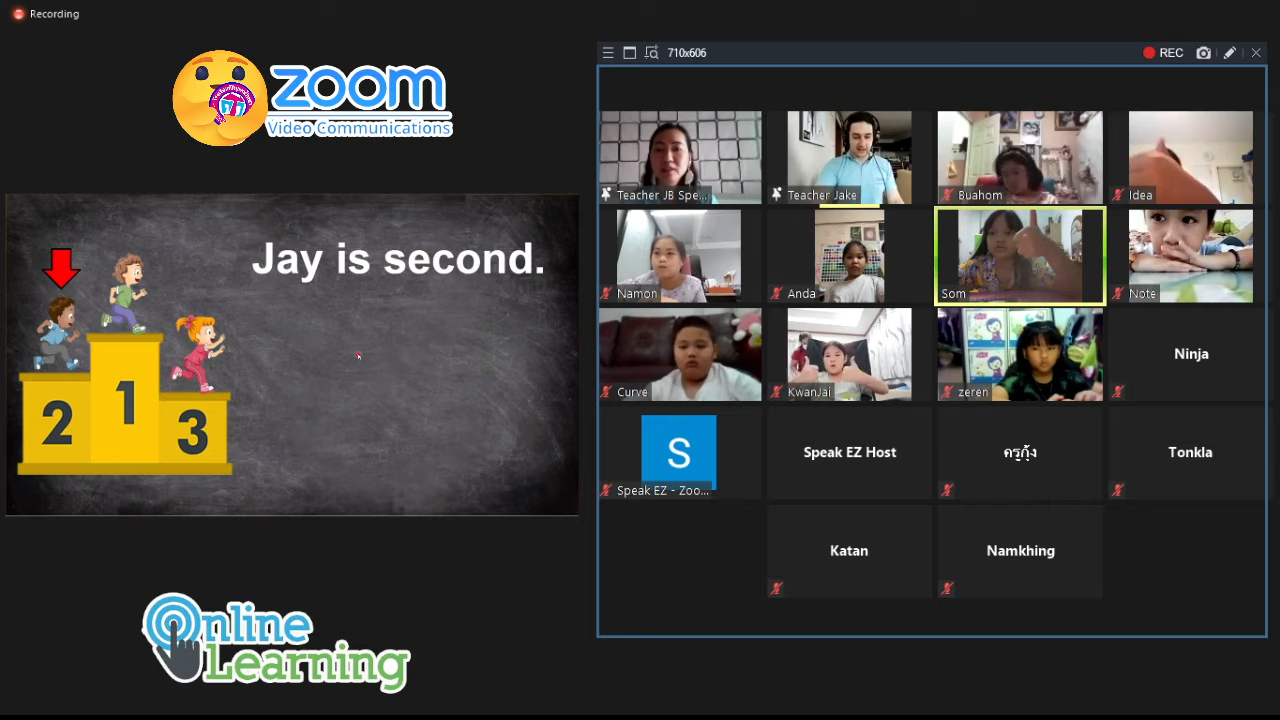 Recording
zoom
Video Communications
710x606
REC
Teacher JB Spe...
Teacher Jake
Buahom
Idea
Jay is second.
Namon
Anda
Som
Note
2
1
3
Curve
KwanJai
zeren
Ninja
S
Speak EZ - Zoo...
Speak EZ Host
ครูกุ้ง
Tonkla
Katan
Namkhing
Online
Learning